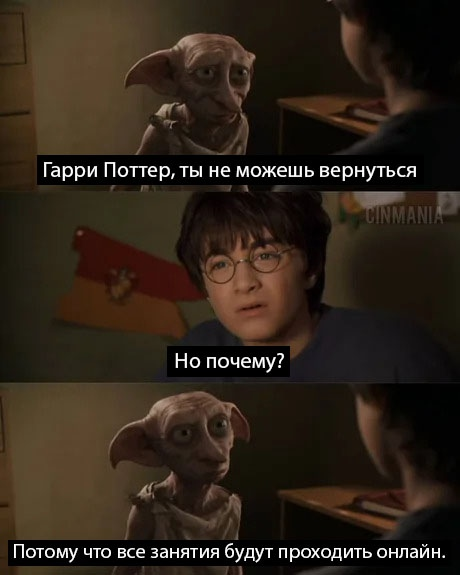 Гарри Поттер, ты не можешь вернуться
CINMANIA
Но почему?
Потому что все занятия будут проходить онлайн.